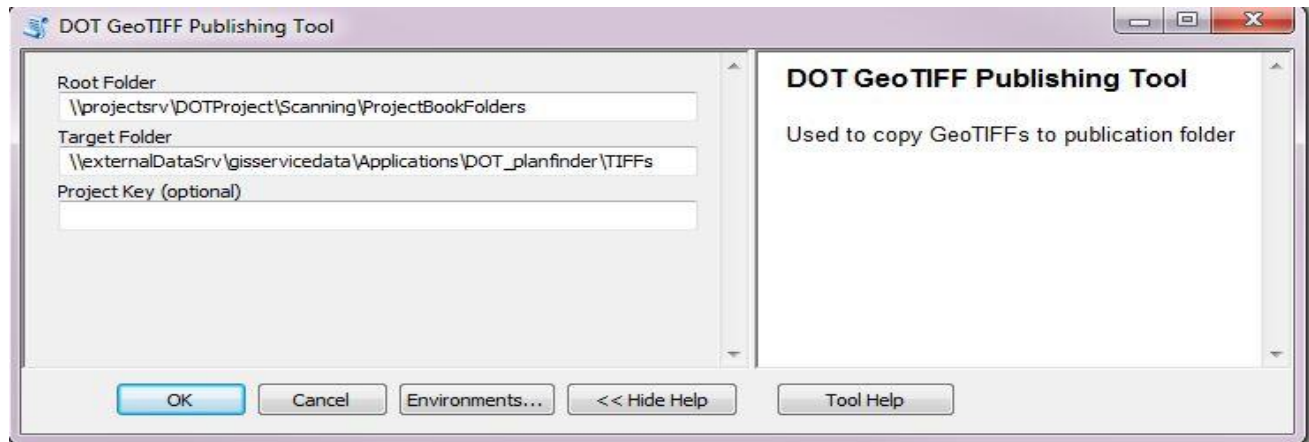 DOT GeoTIFF Publishing Tool
Root Folder
\\projectsrv\DOTProject\Scanning\ProjectBookFolders
Target Folder
\\externalDataSrv\gisservicedata\Applications\DOT_planfinder\TIFFs
Project Key (optional)
DOT GeoTIFF Publishing Tool
Used to copy GeoTIFFs to publication folder
OK Cancel Environments... << Hide Help Tool Help